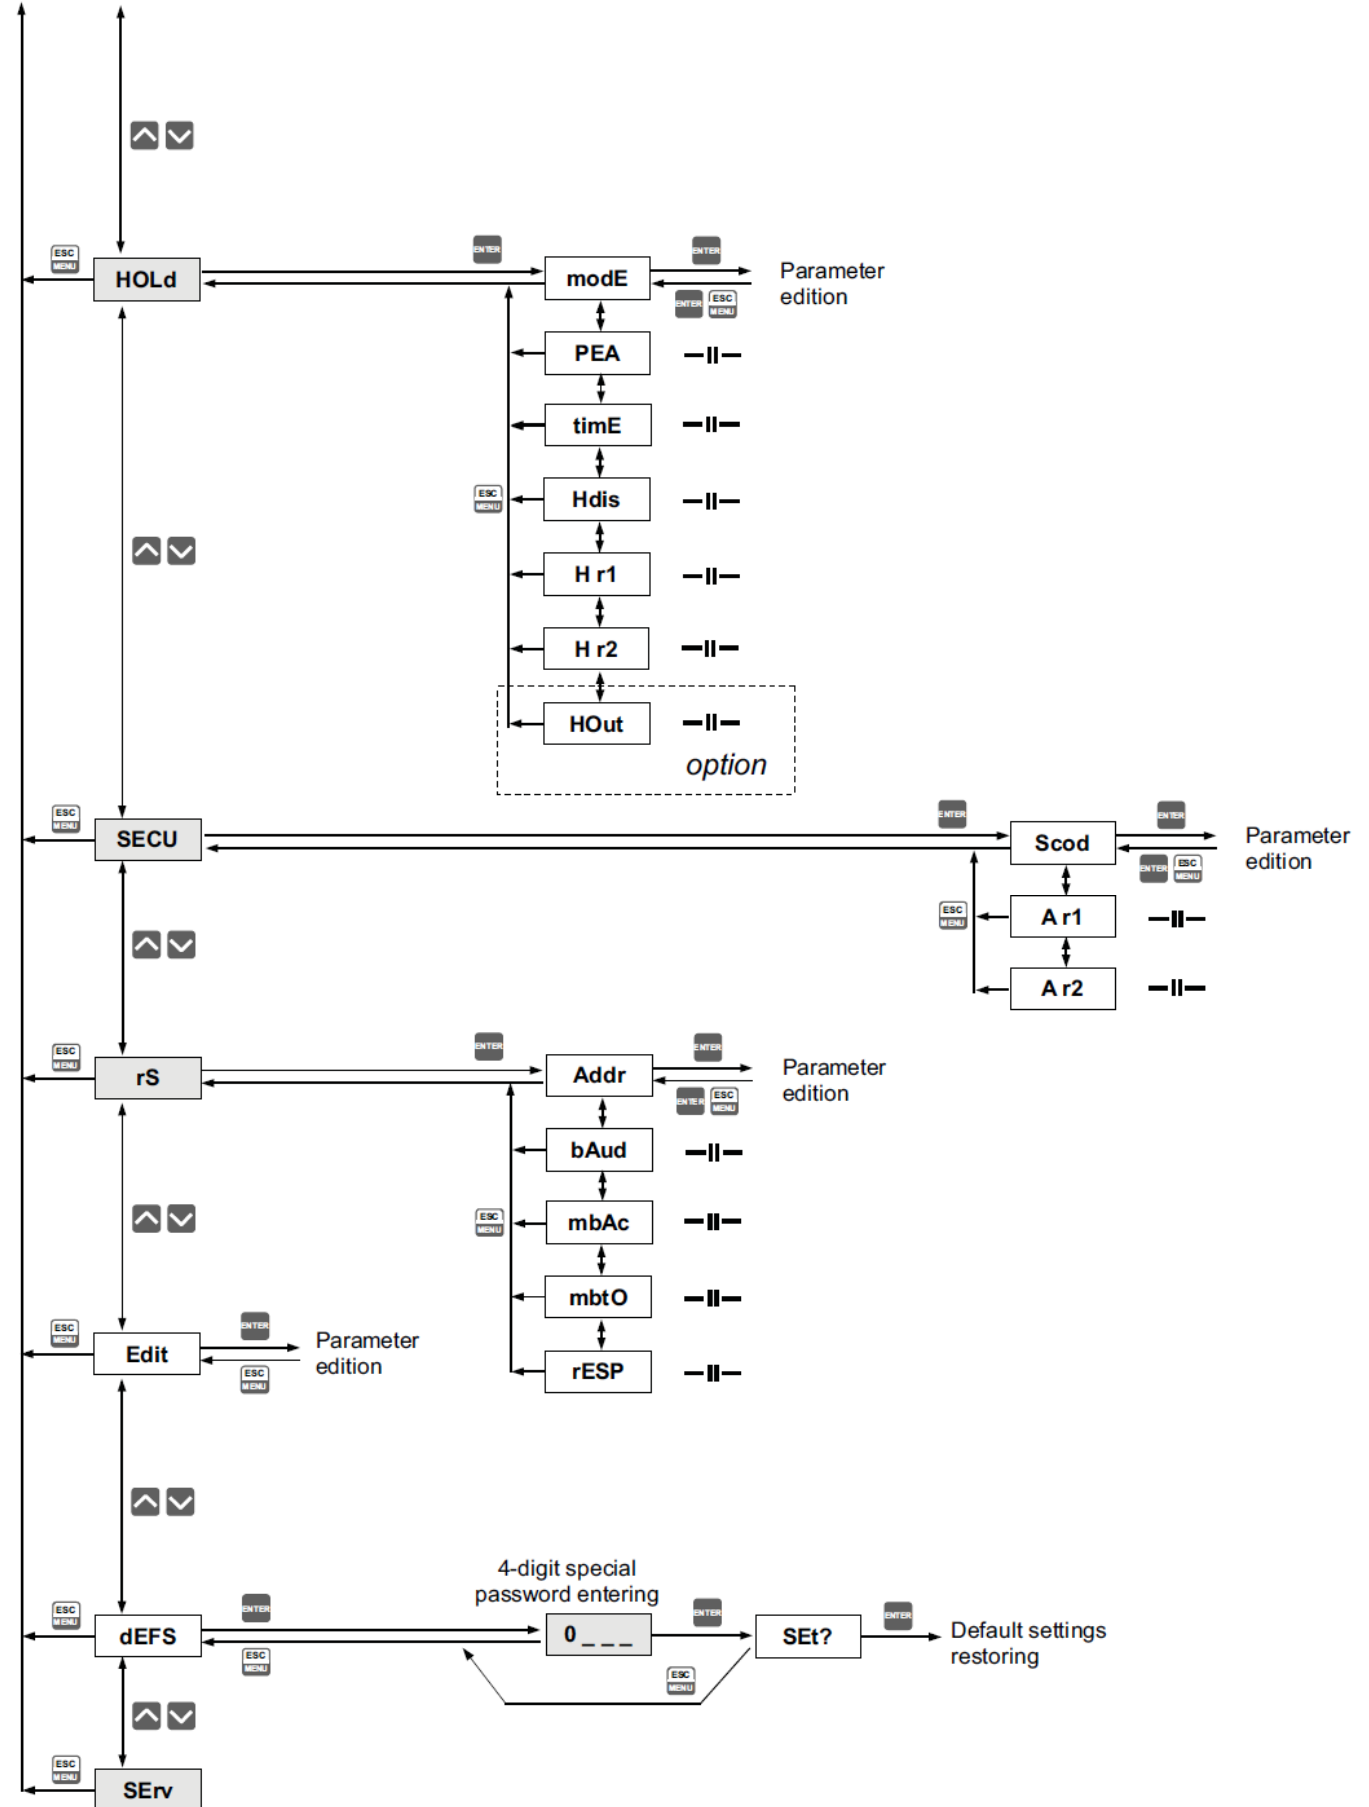 ESC
MENU
HOLd
ENTER
modE
ENTER
ENTER
ESC
MENU
Parameter
edition
PEA
timE
ESC
MENU
Hdis
H r1
H r2
HOut
option
ESC
MENU
SECU
ENTER
Scod
ENTER
ENTER
ESC
MENU
Parameter
edition
ESC
MENU
A r1
A r2
ESC
MENU
rS
ENTER
Addr
ENTER
ENTER
ESC
MENU
Parameter
edition
bAud
ESC
MENU
mbAc
mbtO
rESP
ESC
MENU
Edit
ENTER
ESC
MENU
Parameter
edition
4-digit special
password entering
ESC
MENU
dEFS
ENTER
ESC
MENU
0 _ _ _
ENTER
ESC
MENU
SEt?
ENTER
Default settings
restoring
ESC
MENU
SErv